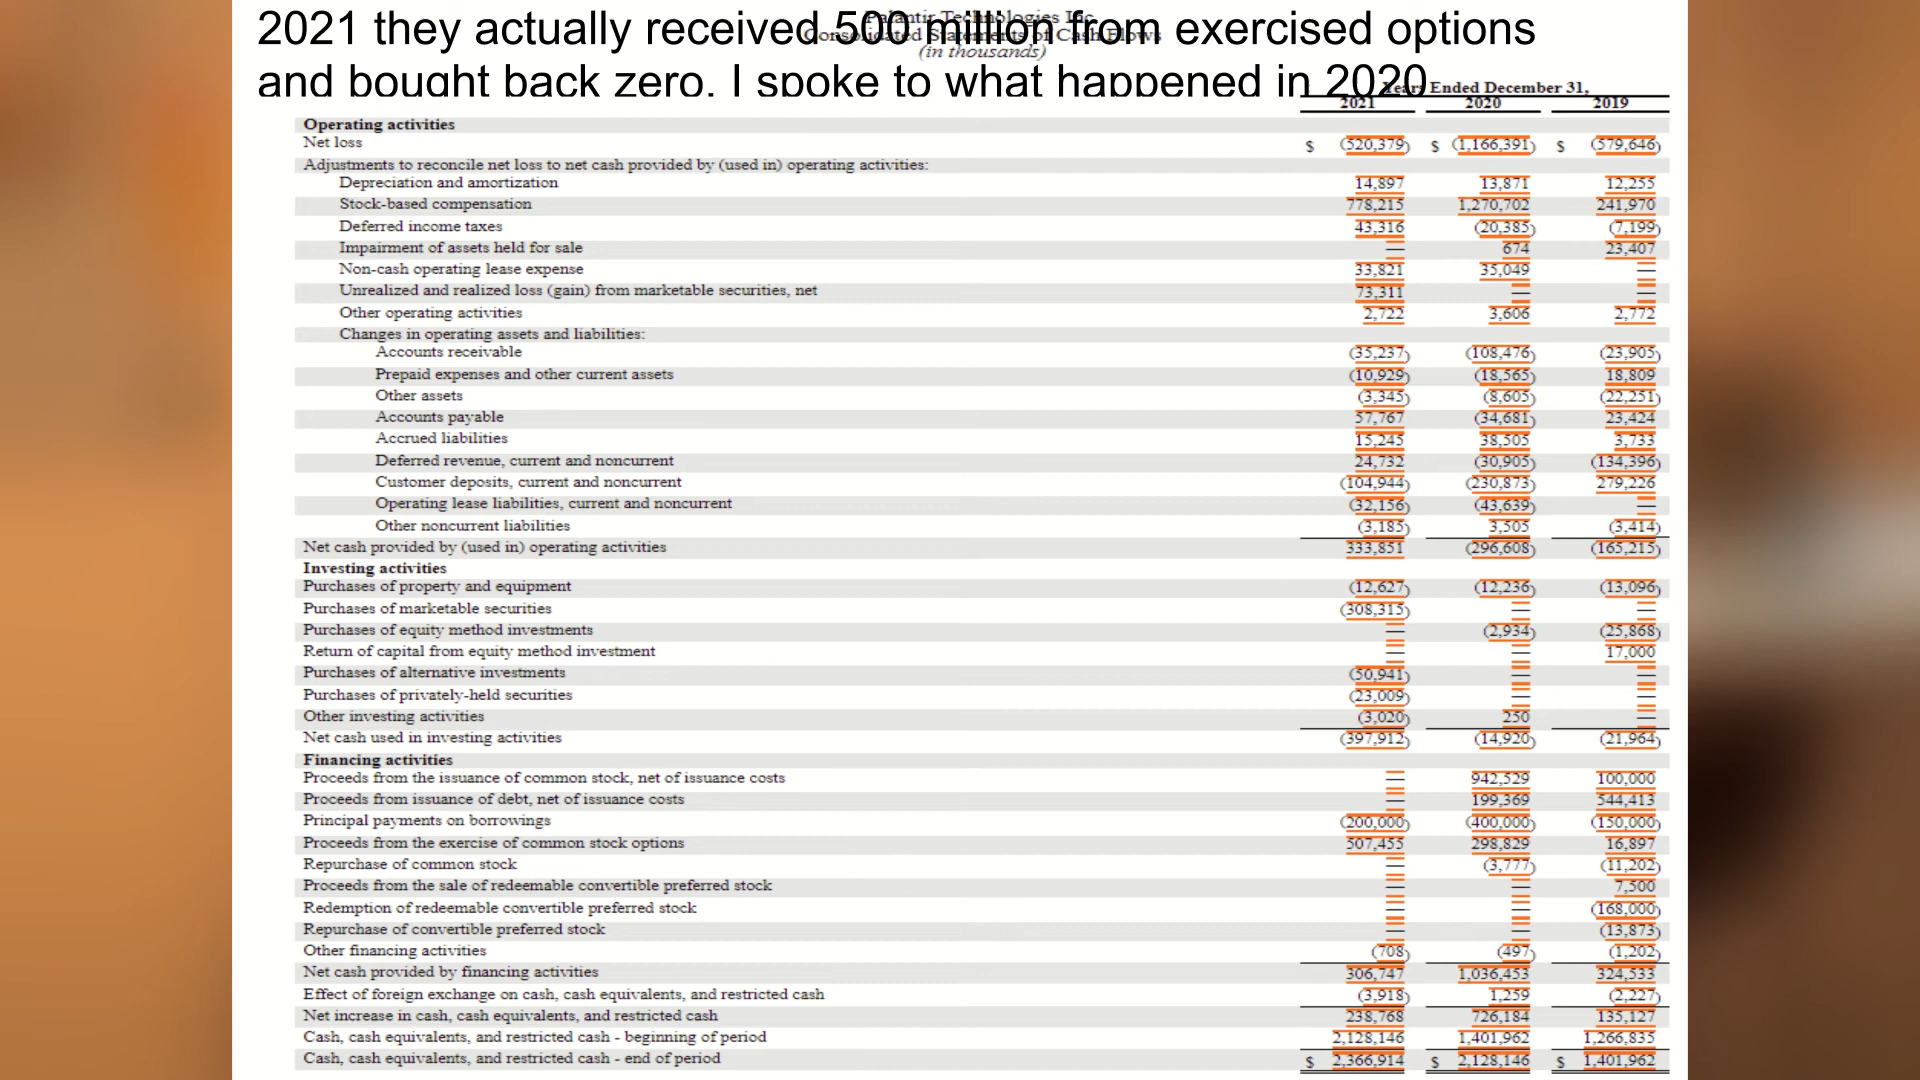 2021 they actually received 500 million from exercised options
and bought back zero. I spoke to what happened in 2020
Palantir Technologies Inc.
Consolidated Statements of Cash Flows
(in thousands)
Years Ended December 31,
2021 2020 2019
Operating activities
Net loss $ (520,379) $ (1,166,391) $ (579,646)
Adjustments to reconcile net loss to net cash provided by (used in) operating activities:
Depreciation and amortization 14,897 13,871 12,255
Stock-based compensation 778,215 1,270,702 241,970
Deferred income taxes 43,316 (20,385) (7,199)
Impairment of assets held for sale — 674 23,407
Non-cash operating lease expense 33,821 35,049 —
Unrealized and realized loss (gain) from marketable securities, net 73,311 — —
Other operating activities 2,722 3,606 2,772
Changes in operating assets and liabilities:
Accounts receivable (35,237) (108,476) (23,905)
Prepaid expenses and other current assets (10,929) (18,565) 18,809
Other assets (3,345) (8,605) (22,251)
Accounts payable 57,767 (34,681) 23,424
Accrued liabilities 15,245 38,505 3,733
Deferred revenue, current and noncurrent 24,732 (30,905) (134,396)
Customer deposits, current and noncurrent (104,944) (230,873) 279,226
Operating lease liabilities, current and noncurrent (32,156) (43,639) —
Other noncurrent liabilities (3,185) 3,505 (3,414)
Net cash provided by (used in) operating activities 333,851 (296,608) (165,215)
Investing activities
Purchases of property and equipment (12,627) (12,236) (13,096)
Purchases of marketable securities (308,315) — —
Purchases of equity method investments — (2,934) (25,868)
Return of capital from equity method investment — — 17,000
Purchases of alternative investments (50,941) — —
Purchases of privately-held securities (23,009) — —
Other investing activities (3,020) 250 —
Net cash used in investing activities (397,912) (14,920) (21,964)
Financing activities
Proceeds from the issuance of common stock, net of issuance costs — 942,529 100,000
Proceeds from issuance of debt, net of issuance costs — 199,369 544,413
Principal payments on borrowings (200,000) (400,000) (150,000)
Proceeds from the exercise of common stock options 507,455 298,829 16,897
Repurchase of common stock — (3,777) (11,202)
Proceeds from the sale of redeemable convertible preferred stock — — 7,500
Redemption of redeemable convertible preferred stock — — (168,000)
Repurchase of convertible preferred stock — — (13,873)
Other financing activities (708) (497) (1,202)
Net cash provided by financing activities 306,747 1,036,453 324,533
Effect of foreign exchange on cash, cash equivalents, and restricted cash (3,918) 1,259 (2,227)
Net increase in cash, cash equivalents, and restricted cash 238,768 726,184 135,127
Cash, cash equivalents, and restricted cash - beginning of period 2,128,146 1,401,962 1,266,835
Cash, cash equivalents, and restricted cash - end of period $ 2,366,914 $ 2,128,146 $ 1,401,962